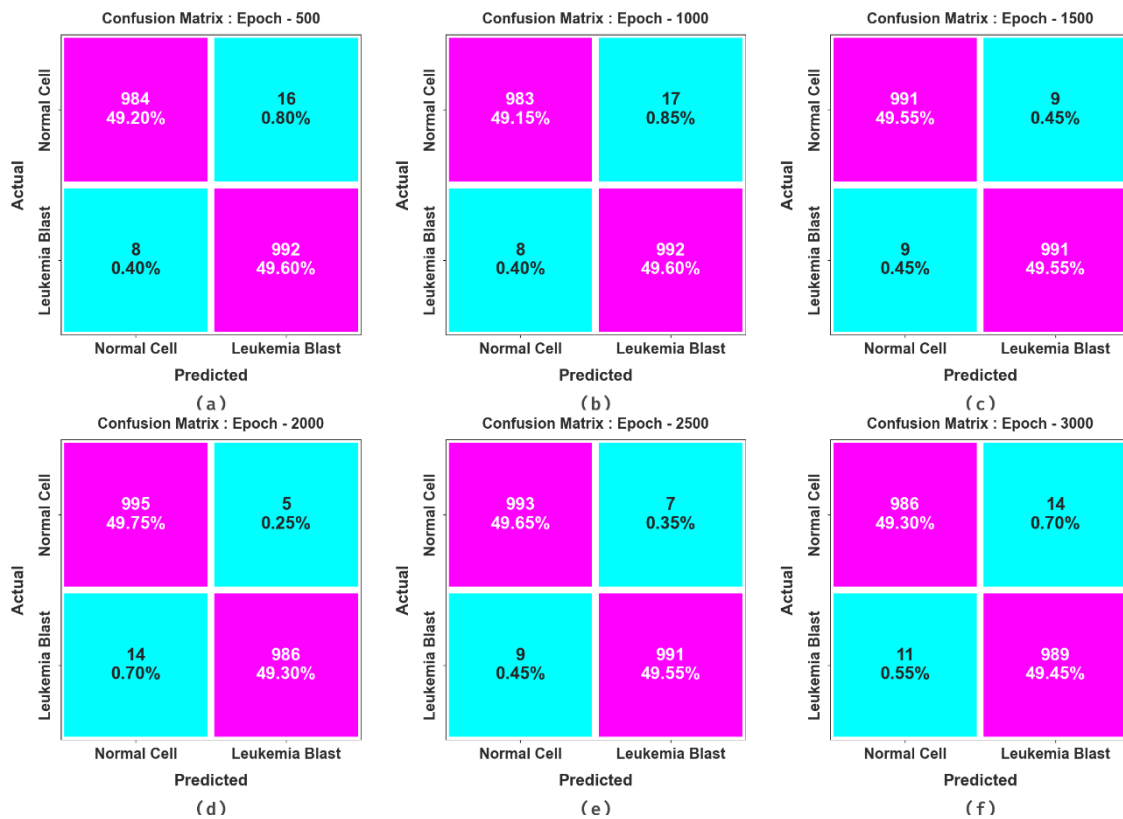 Confusion Matrix : Epoch - 500
Actual
Normal Cell
Leukemia Blast
984
49.20%
16
0.80%
8
0.40%
992
49.60%
Normal Cell
Leukemia Blast
Predicted
(a)
Confusion Matrix : Epoch - 1000
Actual
Normal Cell
Leukemia Blast
983
49.15%
17
0.85%
8
0.40%
992
49.60%
Normal Cell
Leukemia Blast
Predicted
(b)
Confusion Matrix : Epoch - 1500
Actual
Normal Cell
Leukemia Blast
991
49.55%
9
0.45%
9
0.45%
991
49.55%
Normal Cell
Leukemia Blast
Predicted
(c)
Confusion Matrix : Epoch - 2000
Actual
Normal Cell
Leukemia Blast
995
49.75%
5
0.25%
14
0.70%
986
49.30%
Normal Cell
Leukemia Blast
Predicted
(d)
Confusion Matrix : Epoch - 2500
Actual
Normal Cell
Leukemia Blast
993
49.65%
7
0.35%
9
0.45%
991
49.55%
Normal Cell
Leukemia Blast
Predicted
(e)
Confusion Matrix : Epoch - 3000
Actual
Normal Cell
Leukemia Blast
986
49.30%
14
0.70%
11
0.55%
989
49.45%
Normal Cell
Leukemia Blast
Predicted
(f)